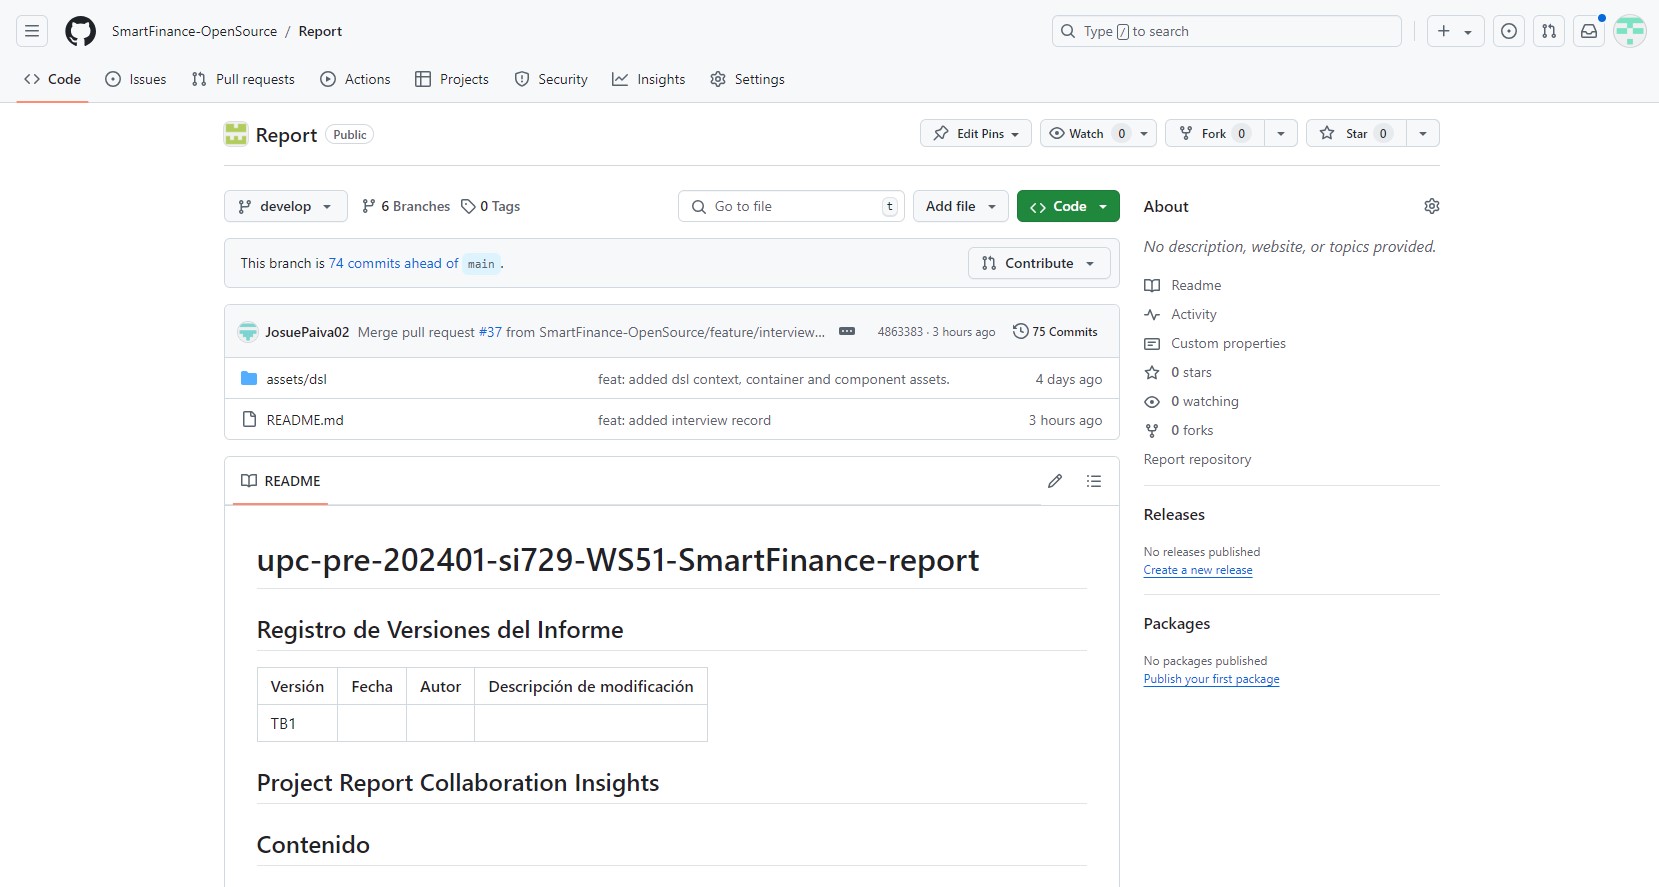 SmartFinance-OpenSource / Report
Type / to search
Code Issues Pull requests Actions Projects Security Insights Settings
Report Public
Edit Pins Watch 0 Fork 0 Star 0
develop 6 Branches 0 Tags
Go to file t Add file Code
This branch is 74 commits ahead of main .
Contribute
JosuePaiva02 Merge pull request #37 from SmartFinance-OpenSource/feature/interview... 4863383 · 3 hours ago 75 Commits
assets/dsl feat: added dsl context, container and component assets. 4 days ago
README.md feat: added interview record 3 hours ago
README
upc-pre-202401-si729-WS51-SmartFinance-report
Registro de Versiones del Informe
Versión Fecha Autor Descripción de modificación
TB1
Project Report Collaboration Insights
Contenido
About
No description, website, or topics provided.
Readme
Activity
Custom properties
0 stars
0 watching
0 forks
Report repository
Releases
No releases published
Create a new release
Packages
No packages published
Publish your first package